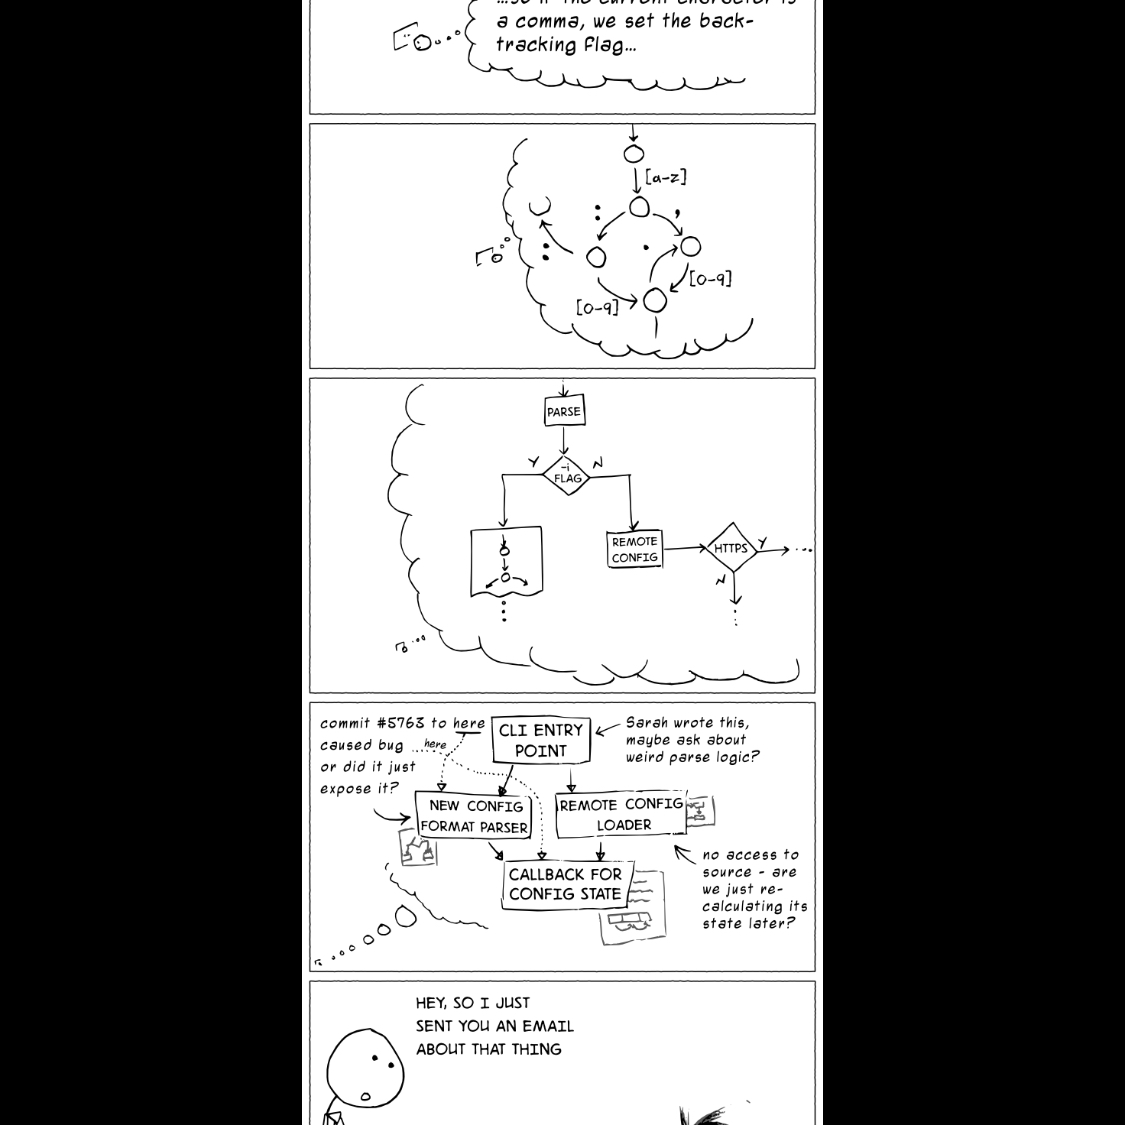 ...so if the current character is
a comma, we set the back-
tracking flag...
[a-z]
:
,
:
.
[0-9]
[0-9]
PARSE
Y
-i
FLAG
N
REMOTE
CONFIG
HTTPS
Y
...
N
commit #5763 to here
caused bug ... here
or did it just
expose it?
CLI ENTRY
POINT
Sarah wrote this,
maybe ask about
weird parse logic?
NEW CONFIG
FORMAT PARSER
REMOTE CONFIG
LOADER
CALLBACK FOR
CONFIG STATE
no access to
source - are
we just re-
calculating its
state later?
HEY, SO I JUST
SENT YOU AN EMAIL
ABOUT THAT THING